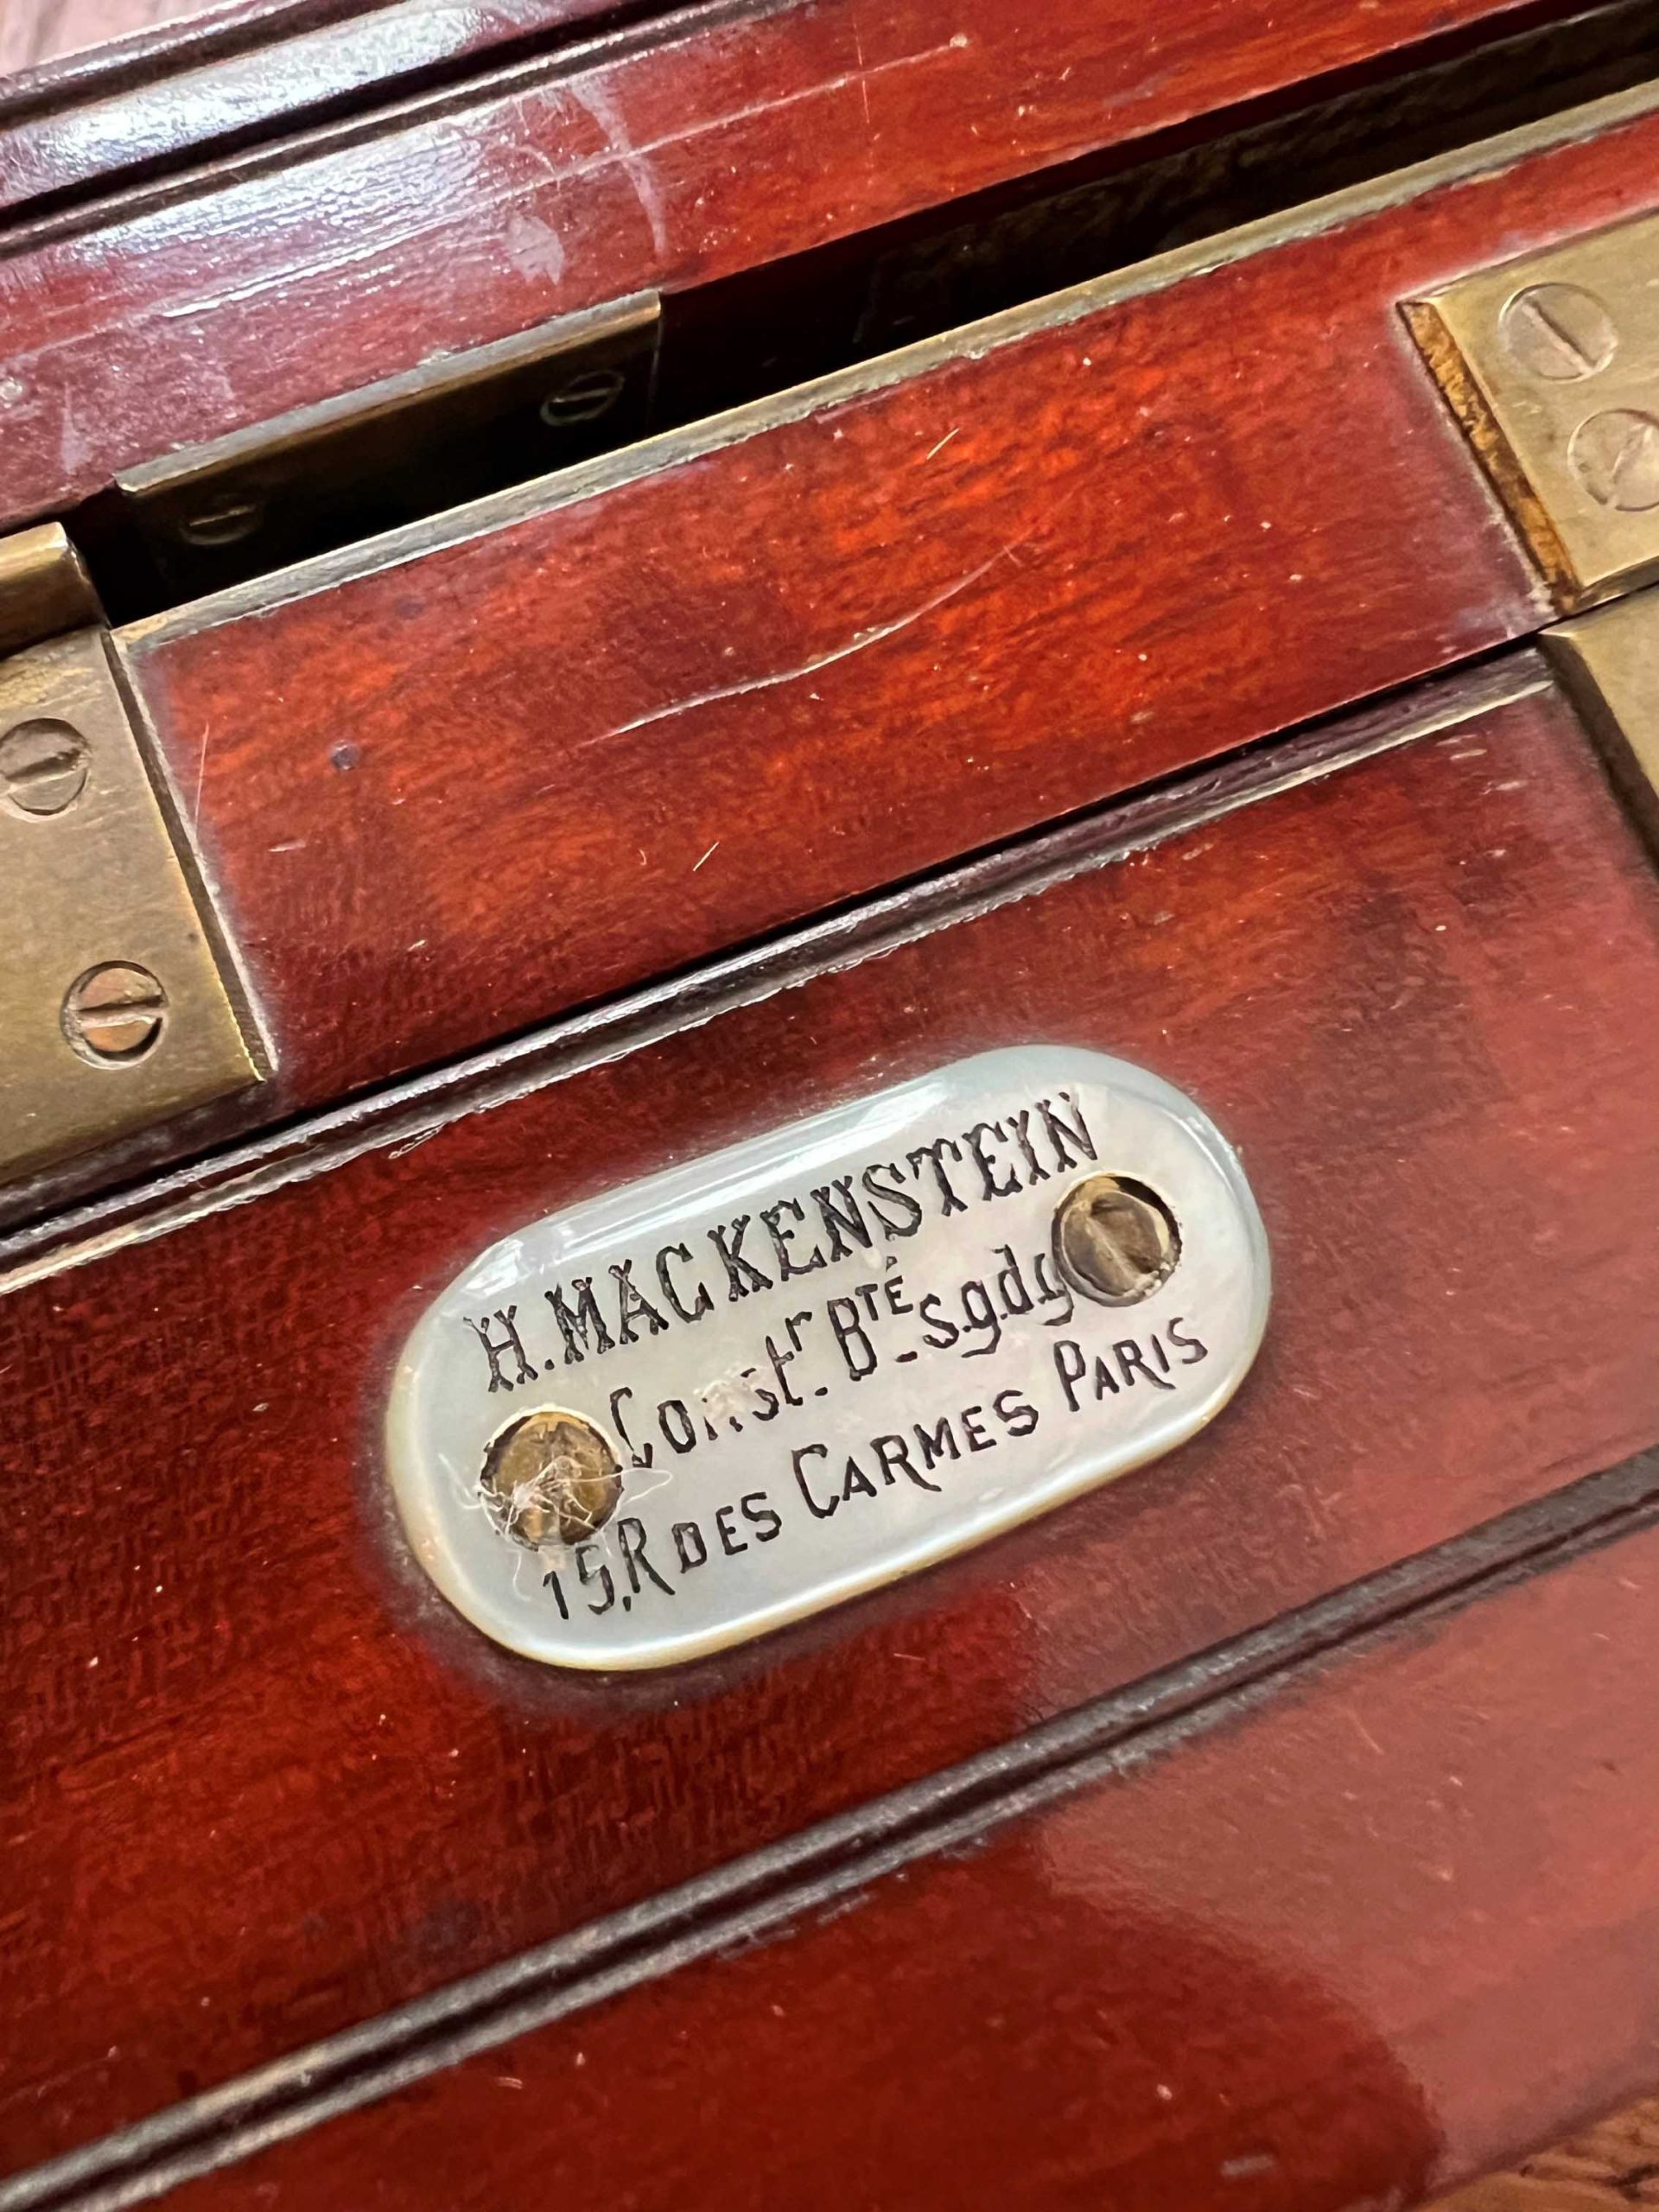 H. MACKENSTEIN
Constr. BTÉ s.g.d.g
15, R DES CARMES PARIS